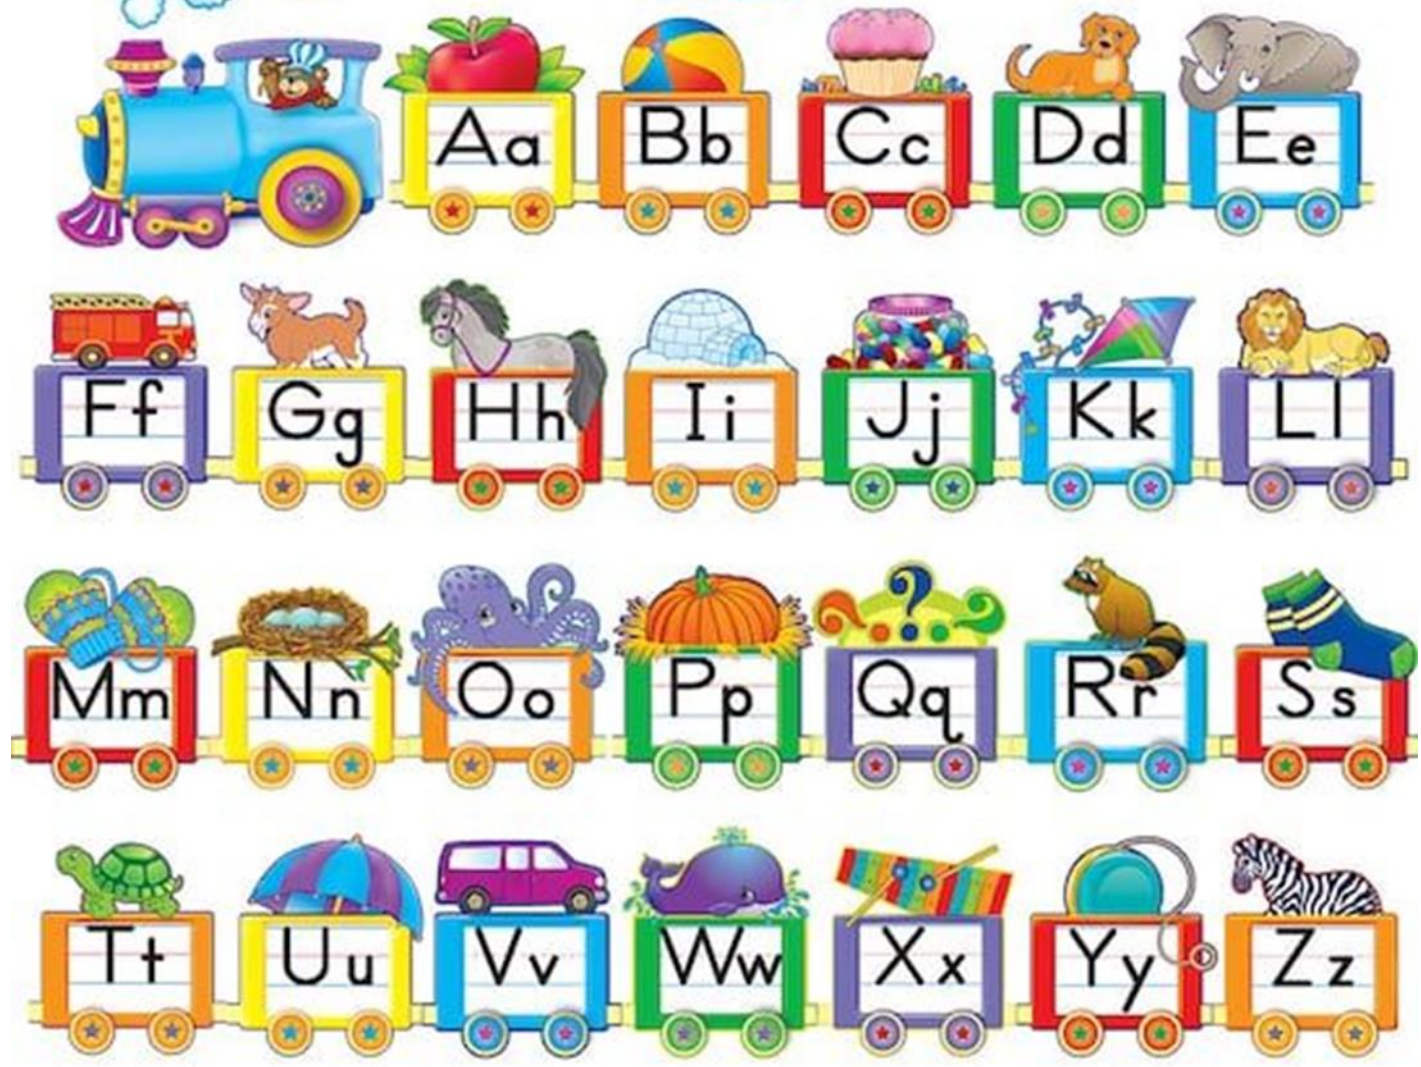 Aa Bb Cc Dd Ee
Ff Gg Hh Ii Jj Kk Ll
Mm Nn Oo Pp Qq Rr Ss
Tt Uu Vv Ww Xx Yy Zz